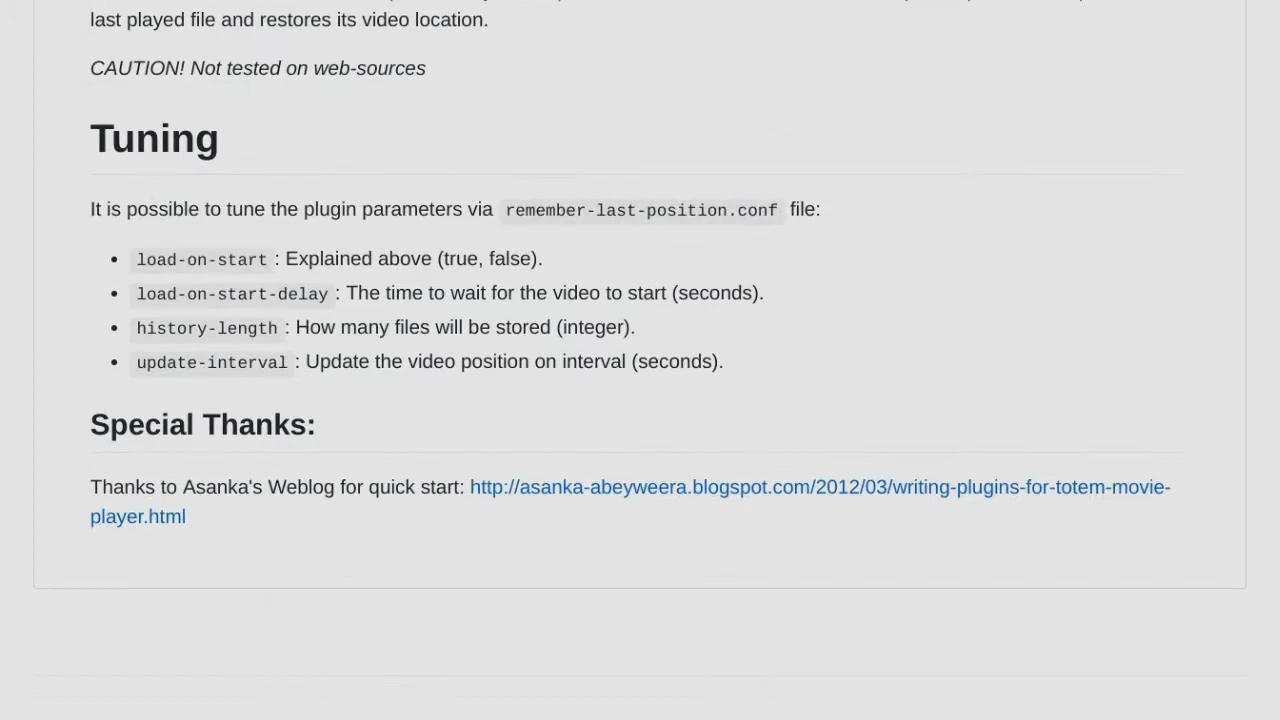 last played file and restores its video location.
CAUTION! Not tested on web-sources
Tuning
It is possible to tune the plugin parameters via remember-last-position.conf file:
• load-on-start : Explained above (true, false).
• load-on-start-delay : The time to wait for the video to start (seconds).
• history-length : How many files will be stored (integer).
• update-interval : Update the video position on interval (seconds).
Special Thanks:
Thanks to Asanka's Weblog for quick start: http://asanka-abeyweera.blogspot.com/2012/03/writing-plugins-for-totem-movie-
player.html